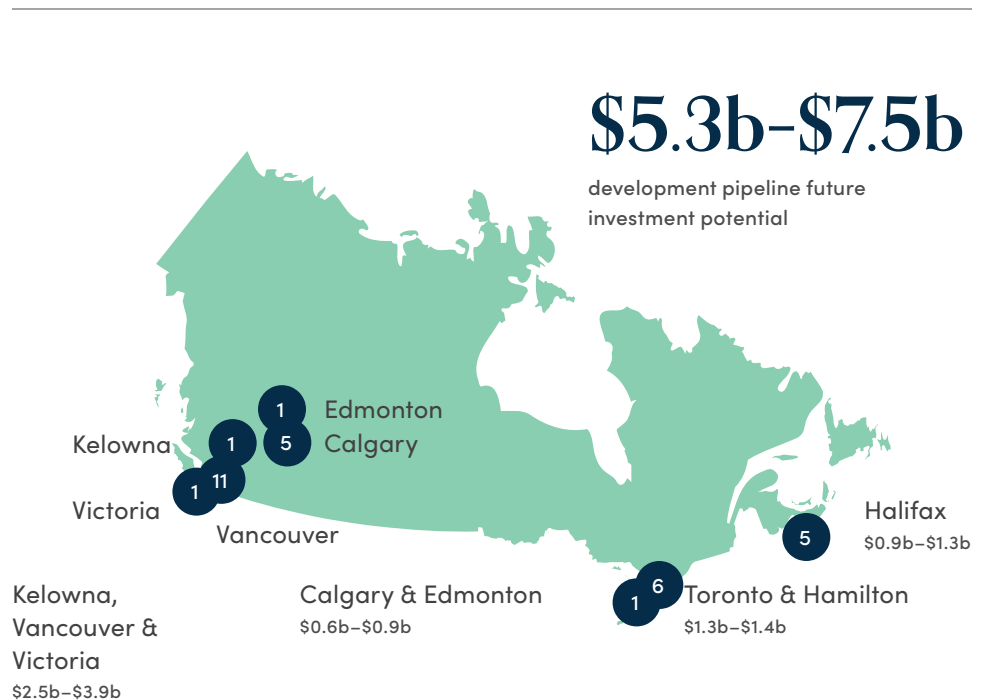 $5.3b–$7.5b
development pipeline future
investment potential
1
Edmonton
Kelowna
1
5
Calgary
11
1
Victoria
Vancouver
Halifax
5
$0.9b–$1.3b
6
1
Kelowna,
Vancouver &
Victoria
$2.5b–$3.9b
Calgary & Edmonton
$0.6b–$0.9b
Toronto & Hamilton
$1.3b–$1.4b